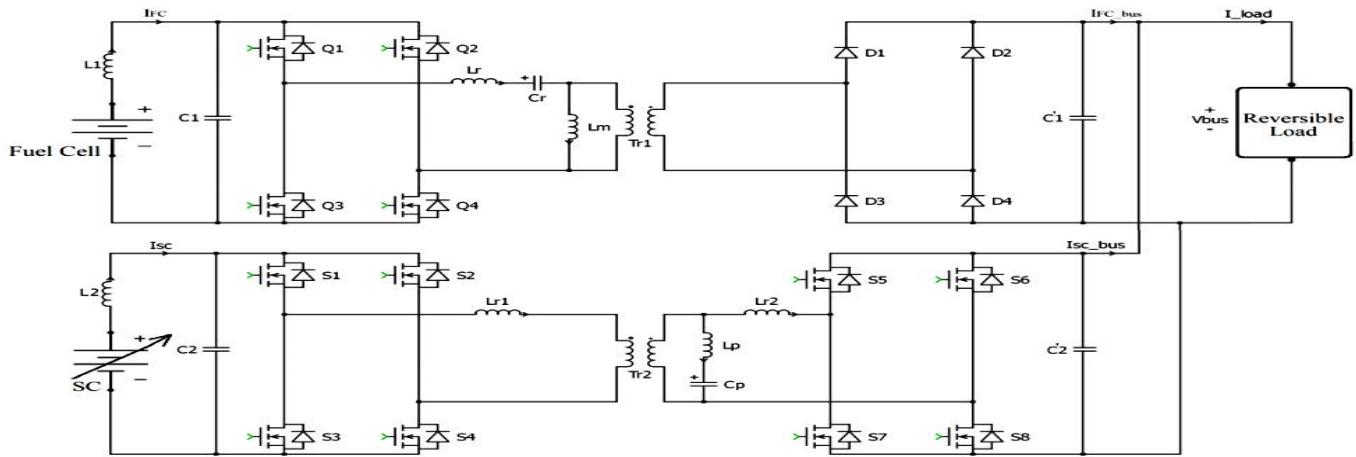 IFC
IFC_bus
I_load
L1
Q1
Q2
D1
D2
Lr
Cr
+
+
−
C1
Lm
Tr1
C'1
+
Vbus
-
Reversible
Load
Fuel Cell
Q3
Q4
D3
D4
Isc
Isc_bus
L2
S1
S2
S5
S6
Lr1
Lr2
+
−
SC
C2
Tr2
Lp
+
Cp
C'2
S3
S4
S7
S8